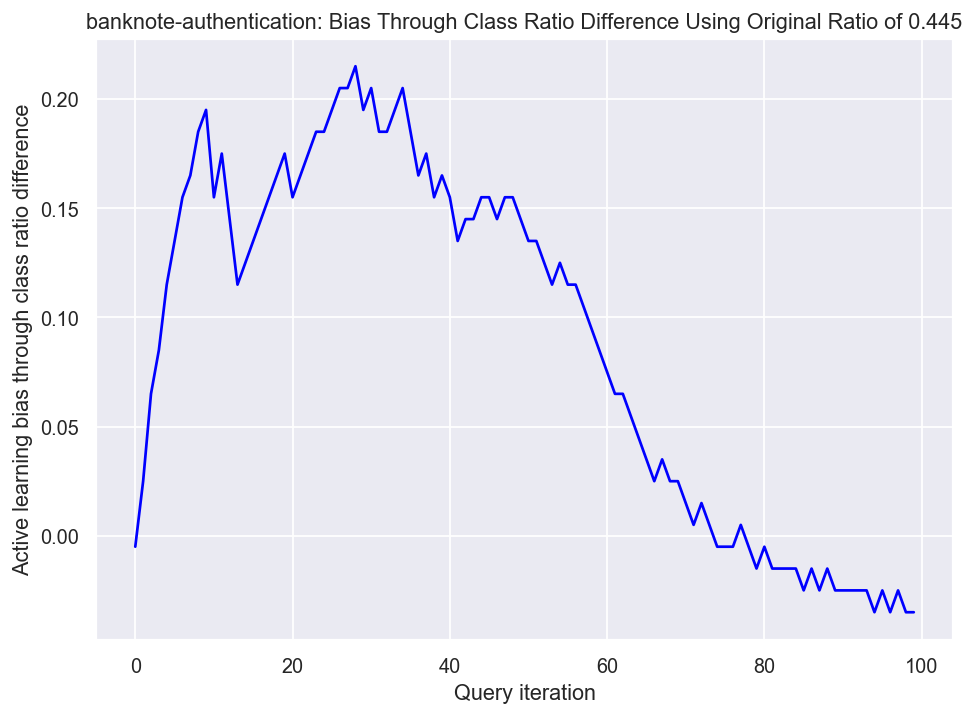 banknote-authentication: Bias Through Class Ratio Difference Using Original Ratio of 0.445
Active learning bias through class ratio difference
0.20
0.15
0.10
0.05
0.00
0 20 40 60 80 100
Query iteration